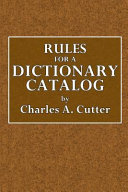 RULES
FOR A
DICTIONARY
CATALOG
by
Charles A. Cutter